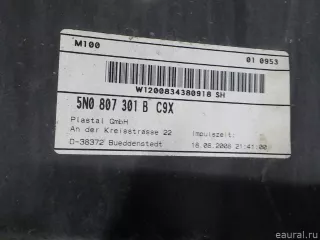 M100
01 0953
W1200834380918 SH
5N0 807 301 B C9X
Plastal GmbH
An der Kreisstrasse 22
Impulszeit:
D-38372 Bueddenstedt
16.06.2008 21:41:00
eaural.ru